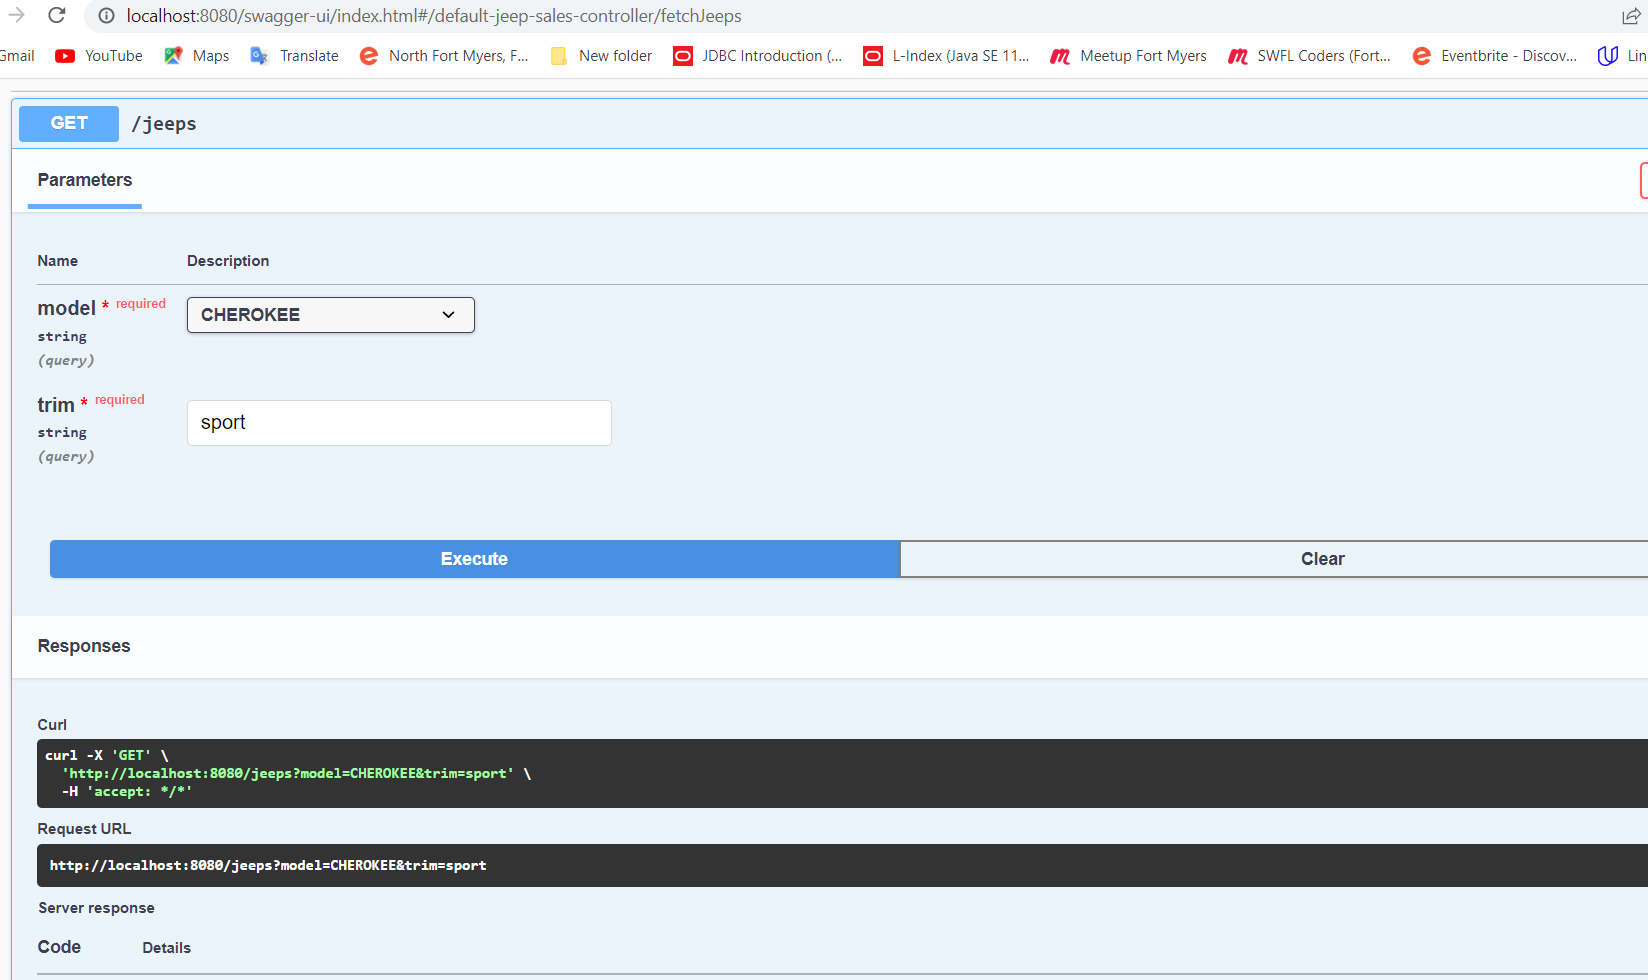 localhost:8080/swagger-ui/index.html#/default-jeep-sales-controller/fetchJeeps
Gmail YouTube Maps Translate North Fort Myers, F... New folder JDBC Introduction (... L-Index (Java SE 11... Meetup Fort Myers SWFL Coders (Fort... Eventbrite - Discov... Lin
GET /jeeps
Parameters
Name Description
model * required
CHEROKEE
string
(query)
trim * required
sport
string
(query)
Execute Clear
Responses
Curl
curl -X 'GET' \
'http://localhost:8080/jeeps?model=CHEROKEE&trim=sport' \
-H 'accept: */*'
Request URL
http://localhost:8080/jeeps?model=CHEROKEE&trim=sport
Server response
Code Details